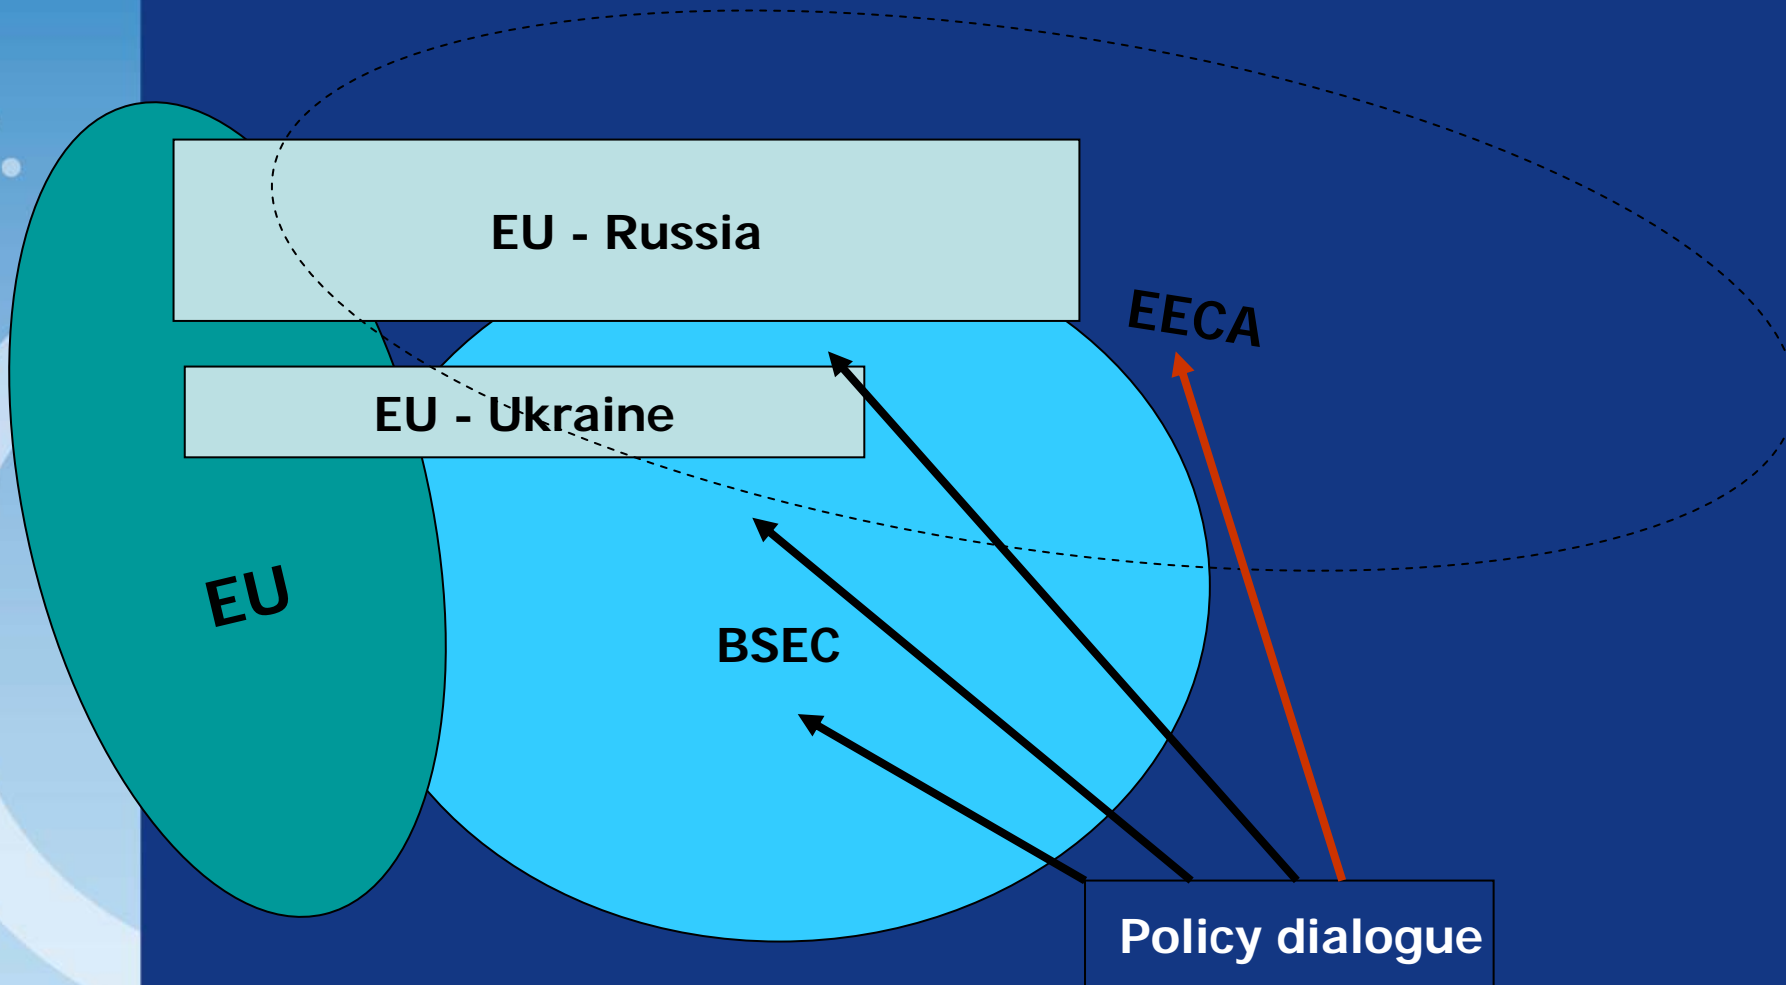 EU - Russia
EECA
EU - Ukraine
EU
BSEC
Policy dialogue